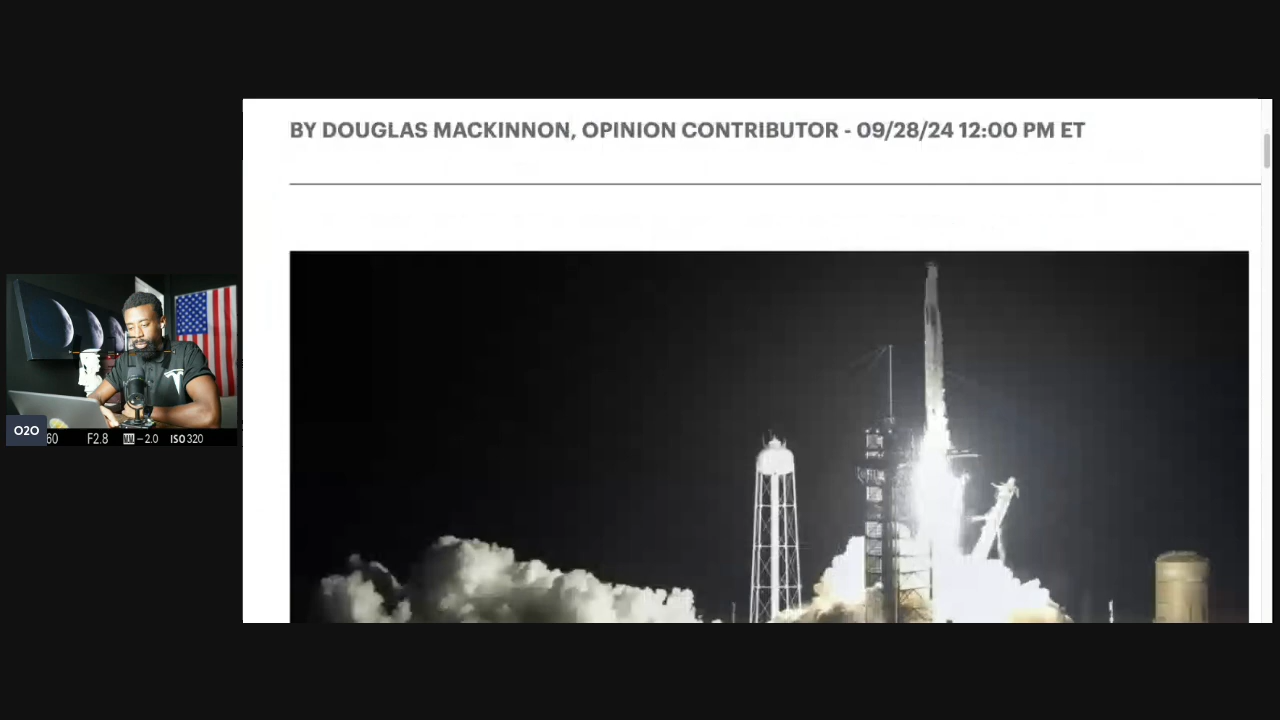 BY DOUGLAS MACKINNON, OPINION CONTRIBUTOR - 09/28/24 12:00 PM ET
O2O
60 F2.8 –2.0 ISO 320